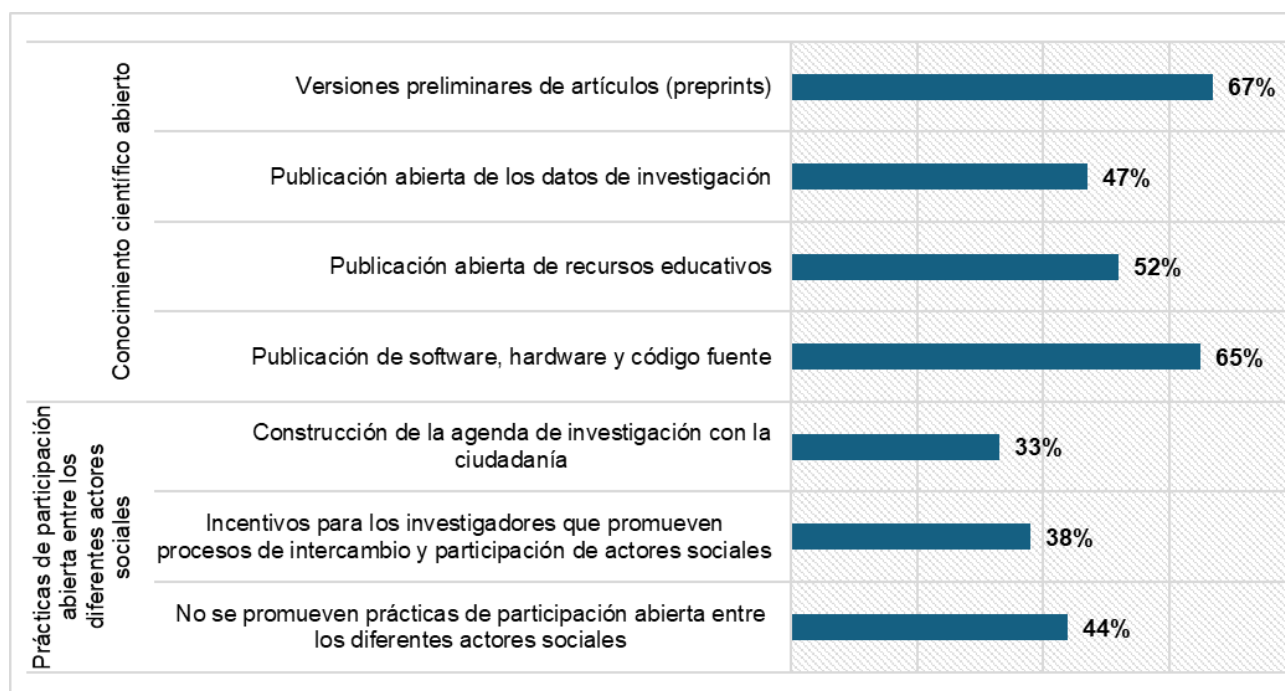 Conocimiento científico abierto
Versiones preliminares de artículos (preprints)
67%
Publicación abierta de los datos de investigación
47%
Publicación abierta de recursos educativos
52%
Publicación de software, hardware y código fuente
65%
Prácticas de participación
abierta entre los
diferentes actores
sociales
Construcción de la agenda de investigación con la
ciudadanía
33%
Incentivos para los investigadores que promueven
procesos de intercambio y participación de actores sociales
38%
No se promueven prácticas de participación abierta entre
los diferentes actores sociales
44%